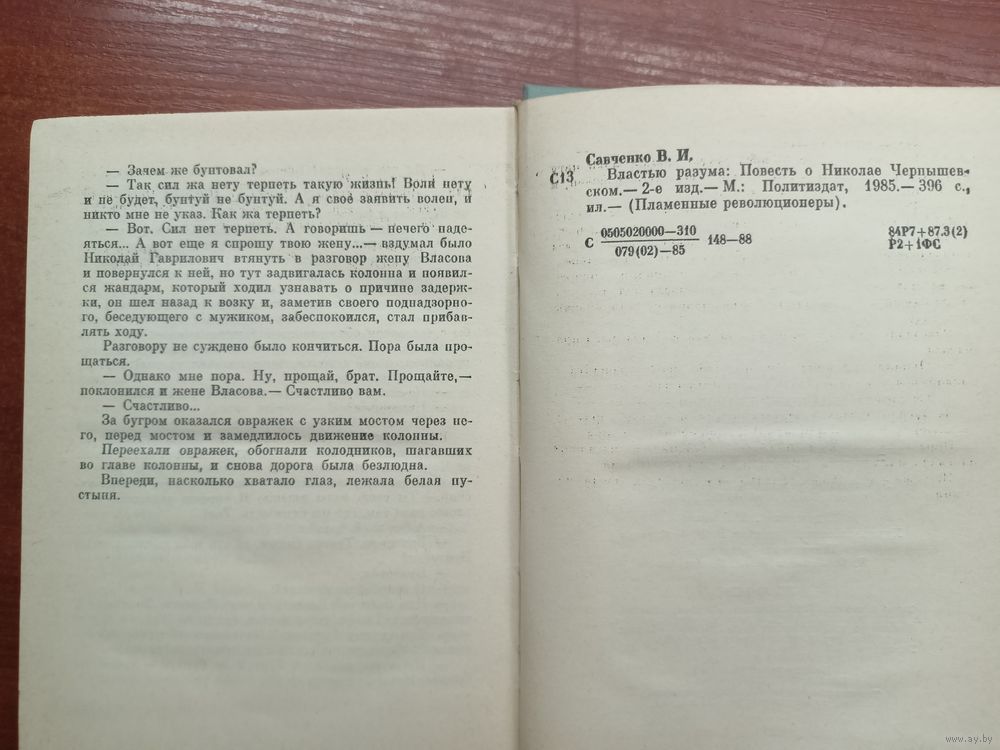 — Зачем же бунтовал?
— Так сил жа нету терпеть такую жизнь! Воли нету
и не будет, бунтуй не бунтуй. А я своё заявить волен, и
никто мне не указ. Как жа терпеть?
— Вот. Сил нет терпеть. А говоришь — нечего наде-
яться... А вот еще я спрошу твою жену...— вздумал было
Николай Гаврилович втянуть в разговор жену Власова
и повернулся к ней, но тут задвигалась колонна и появил-
ся жандарм, который ходил узнавать о причине задерж-
ки, он шел назад к возку и, заметив своего поднадзорно-
го, беседующего с мужиком, забеспокоился, стал прибав-
лять ходу.
Разговору не суждено было кончиться. Пора была про-
щаться.
— Однако мне пора. Ну, прощай, брат. Прощайте,—
поклонился и жене Власова.— Счастливо вам.
— Счастливо...
За бугром оказался овражек с узким мостом через не-
го, перед мостом и замедлилось движение колонны.
Переехали овражек, обогнали колодников, шагавших
во главе колонны, и снова дорога была безлюдна.
Впереди, насколько хватало глаз, лежала белая пу-
стыня.
Савченко В. И.
С13 Властью разума: Повесть о Николае Чернышев-
ском.— 2-е изд.— М.: Политиздат, 1985.— 396 с.,
ил.— (Пламенные революционеры).
С 0505020000—310
079(02)—85 148—88
84Р7+87.3(2)
Р2+1ФС
www.ay.by